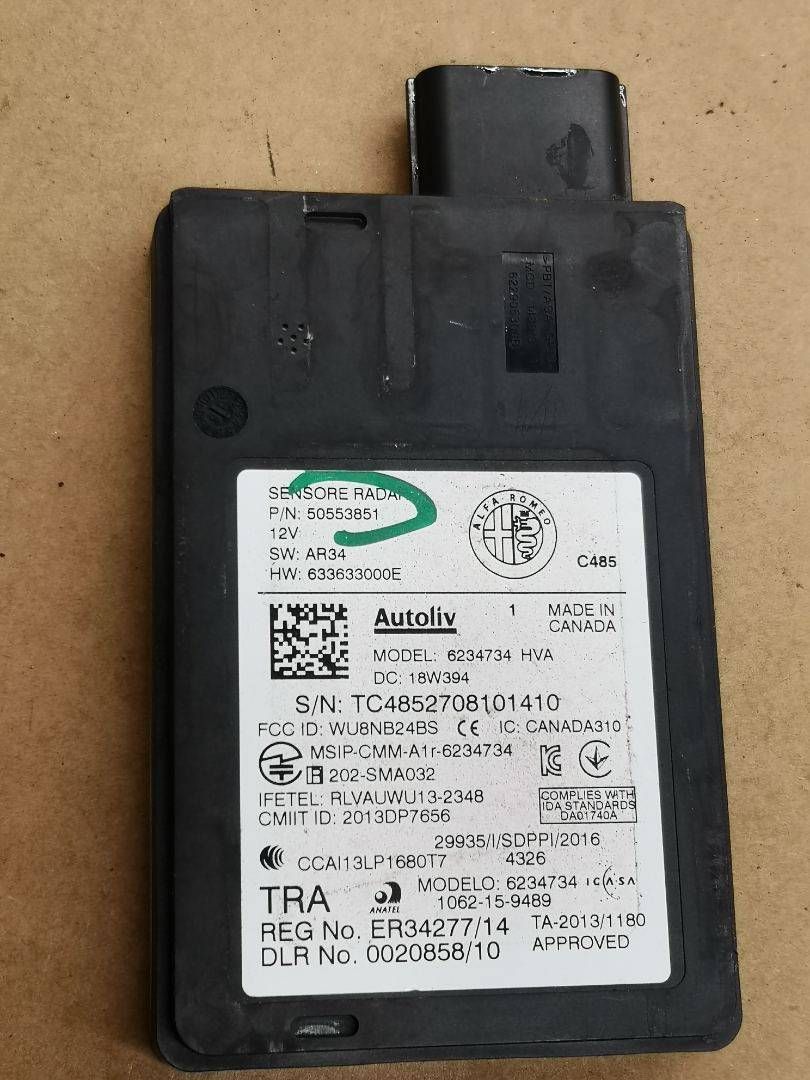 SENSORE RADAR
P/N: 50553851
12V
SW: AR34
HW: 633633000E
ALFA ROMEO
C485
Autoliv
1
MADE IN
CANADA
MODEL: 6234734 HVA
DC: 18W394
S/N: TC4852708101410
FCC ID: WU8NB24BS CE IC: CANADA310
MSIP-CMM-A1r-6234734
R 202-SMA032
IFETEL: RLVAUWU13-2348
CMIIT ID: 2013DP7656
COMPLIES WITH
IDA STANDARDS
DA01740A
29935/I/SDPPI/2016
4326
CCAI13LP1680T7
TRA
ANATEL
MODELO: 6234734
1062-15-9489
ICASA
REG No. ER34277/14
DLR No. 0020858/10
TA-2013/1180
APPROVED